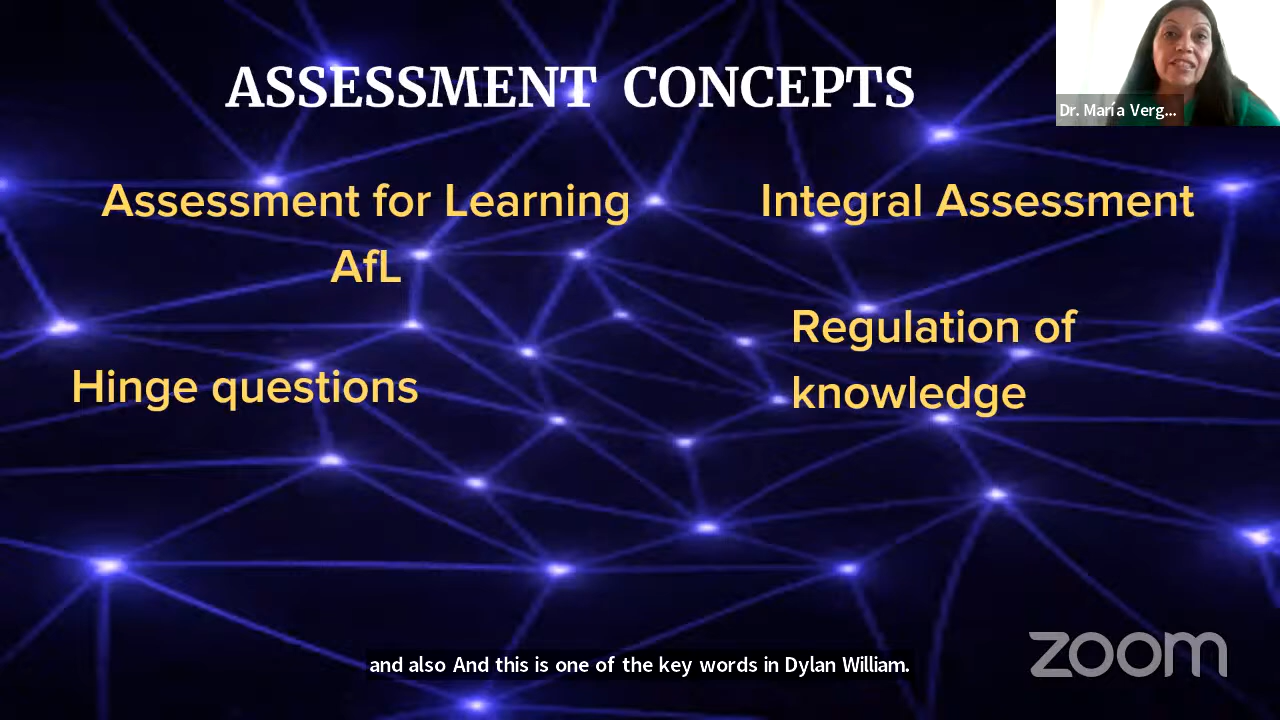 ASSESSMENT CONCEPTS
Dr. María Verg...
Assessment for Learning
AfL
Hinge questions
Integral Assessment
Regulation of
knowledge
and also And this is one of the key words in Dylan William.
zoom